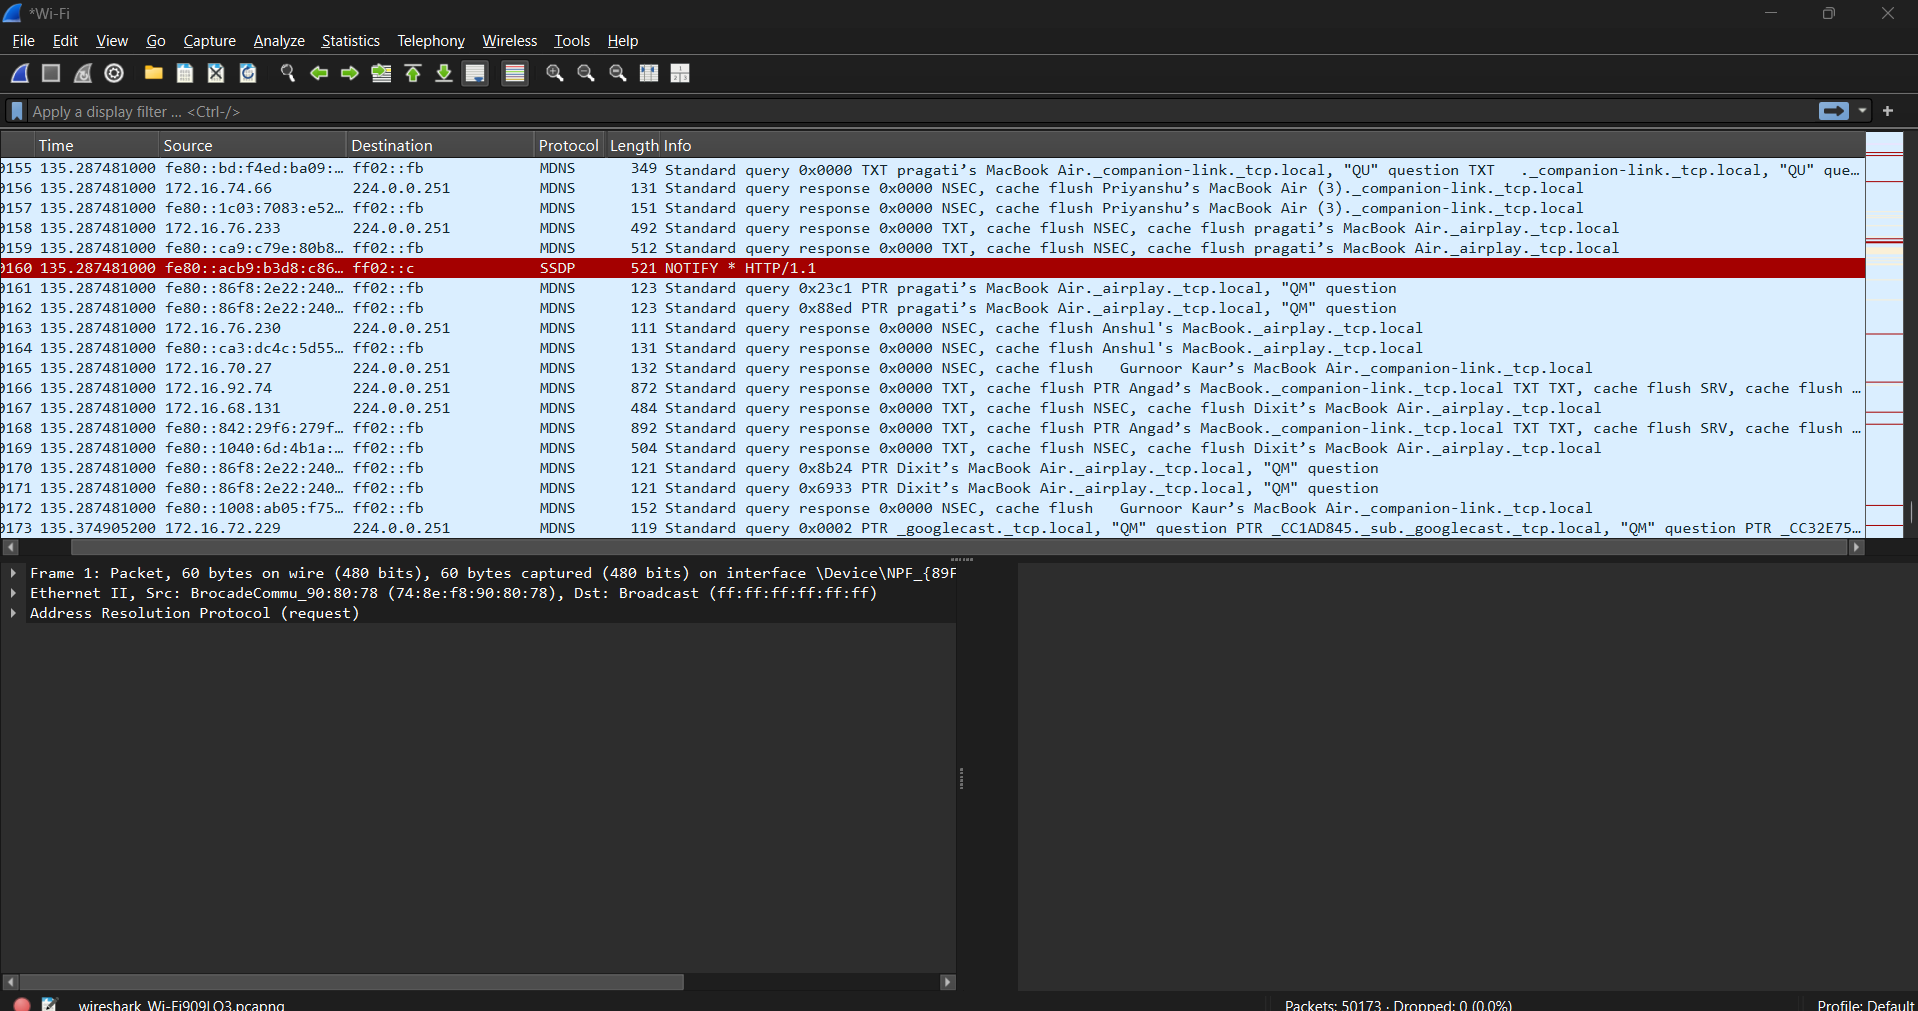 *Wi-Fi
File Edit View Go Capture Analyze Statistics Telephony Wireless Tools Help
Apply a display filter ... <Ctrl-/>
Time Source Destination Protocol Length Info
9155 135.287481000 fe80::bd:f4ed:ba09:… ff02::fb MDNS 349 Standard query 0x0000 TXT pragati’s MacBook Air._companion-link._tcp.local, "QU" question TXT ._companion-link._tcp.local, "QU" que…
9156 135.287481000 172.16.74.66 224.0.0.251 MDNS 131 Standard query response 0x0000 NSEC, cache flush Priyanshu’s MacBook Air (3)._companion-link._tcp.local
9157 135.287481000 fe80::1c03:7083:e52… ff02::fb MDNS 151 Standard query response 0x0000 NSEC, cache flush Priyanshu’s MacBook Air (3)._companion-link._tcp.local
9158 135.287481000 172.16.76.233 224.0.0.251 MDNS 492 Standard query response 0x0000 TXT, cache flush NSEC, cache flush pragati’s MacBook Air._airplay._tcp.local
9159 135.287481000 fe80::ca9:c79e:80b8… ff02::fb MDNS 512 Standard query response 0x0000 TXT, cache flush NSEC, cache flush pragati’s MacBook Air._airplay._tcp.local
9160 135.287481000 fe80::acb9:b3d8:c86… ff02::c SSDP 521 NOTIFY * HTTP/1.1
9161 135.287481000 fe80::86f8:2e22:240… ff02::fb MDNS 123 Standard query 0x23c1 PTR pragati’s MacBook Air._airplay._tcp.local, "QM" question
9162 135.287481000 fe80::86f8:2e22:240… ff02::fb MDNS 123 Standard query 0x88ed PTR pragati’s MacBook Air._airplay._tcp.local, "QM" question
9163 135.287481000 172.16.76.230 224.0.0.251 MDNS 111 Standard query response 0x0000 NSEC, cache flush Anshul's MacBook._airplay._tcp.local
9164 135.287481000 fe80::ca3:dc4c:5d55… ff02::fb MDNS 131 Standard query response 0x0000 NSEC, cache flush Anshul's MacBook._airplay._tcp.local
9165 135.287481000 172.16.70.27 224.0.0.251 MDNS 132 Standard query response 0x0000 NSEC, cache flush Gurnoor Kaur’s MacBook Air._companion-link._tcp.local
9166 135.287481000 172.16.92.74 224.0.0.251 MDNS 872 Standard query response 0x0000 TXT, cache flush PTR Angad’s MacBook._companion-link._tcp.local TXT TXT, cache flush SRV, cache flush …
9167 135.287481000 172.16.68.131 224.0.0.251 MDNS 484 Standard query response 0x0000 TXT, cache flush NSEC, cache flush Dixit’s MacBook Air._airplay._tcp.local
9168 135.287481000 fe80::842:29f6:279f… ff02::fb MDNS 892 Standard query response 0x0000 TXT, cache flush PTR Angad’s MacBook._companion-link._tcp.local TXT TXT, cache flush SRV, cache flush …
9169 135.287481000 fe80::1040:6d:4b1a:… ff02::fb MDNS 504 Standard query response 0x0000 TXT, cache flush NSEC, cache flush Dixit’s MacBook Air._airplay._tcp.local
9170 135.287481000 fe80::86f8:2e22:240… ff02::fb MDNS 121 Standard query 0x8b24 PTR Dixit’s MacBook Air._airplay._tcp.local, "QM" question
9171 135.287481000 fe80::86f8:2e22:240… ff02::fb MDNS 121 Standard query 0x6933 PTR Dixit’s MacBook Air._airplay._tcp.local, "QM" question
9172 135.287481000 fe80::1008:ab05:f75… ff02::fb MDNS 152 Standard query response 0x0000 NSEC, cache flush Gurnoor Kaur’s MacBook Air._companion-link._tcp.local
9173 135.374905200 172.16.72.229 224.0.0.251 MDNS 119 Standard query 0x0002 PTR _googlecast._tcp.local, "QM" question PTR _CC1AD845._sub._googlecast._tcp.local, "QM" question PTR _CC32E75…
Frame 1: Packet, 60 bytes on wire (480 bits), 60 bytes captured (480 bits) on interface \Device\NPF_{89F
Ethernet II, Src: BrocadeCommu_90:80:78 (74:8e:f8:90:80:78), Dst: Broadcast (ff:ff:ff:ff:ff:ff)
Address Resolution Protocol (request)
wireshark_Wi-Fi909LO3.pcapng Packets: 50173 · Dropped: 0 (0.0%) Profile: Default